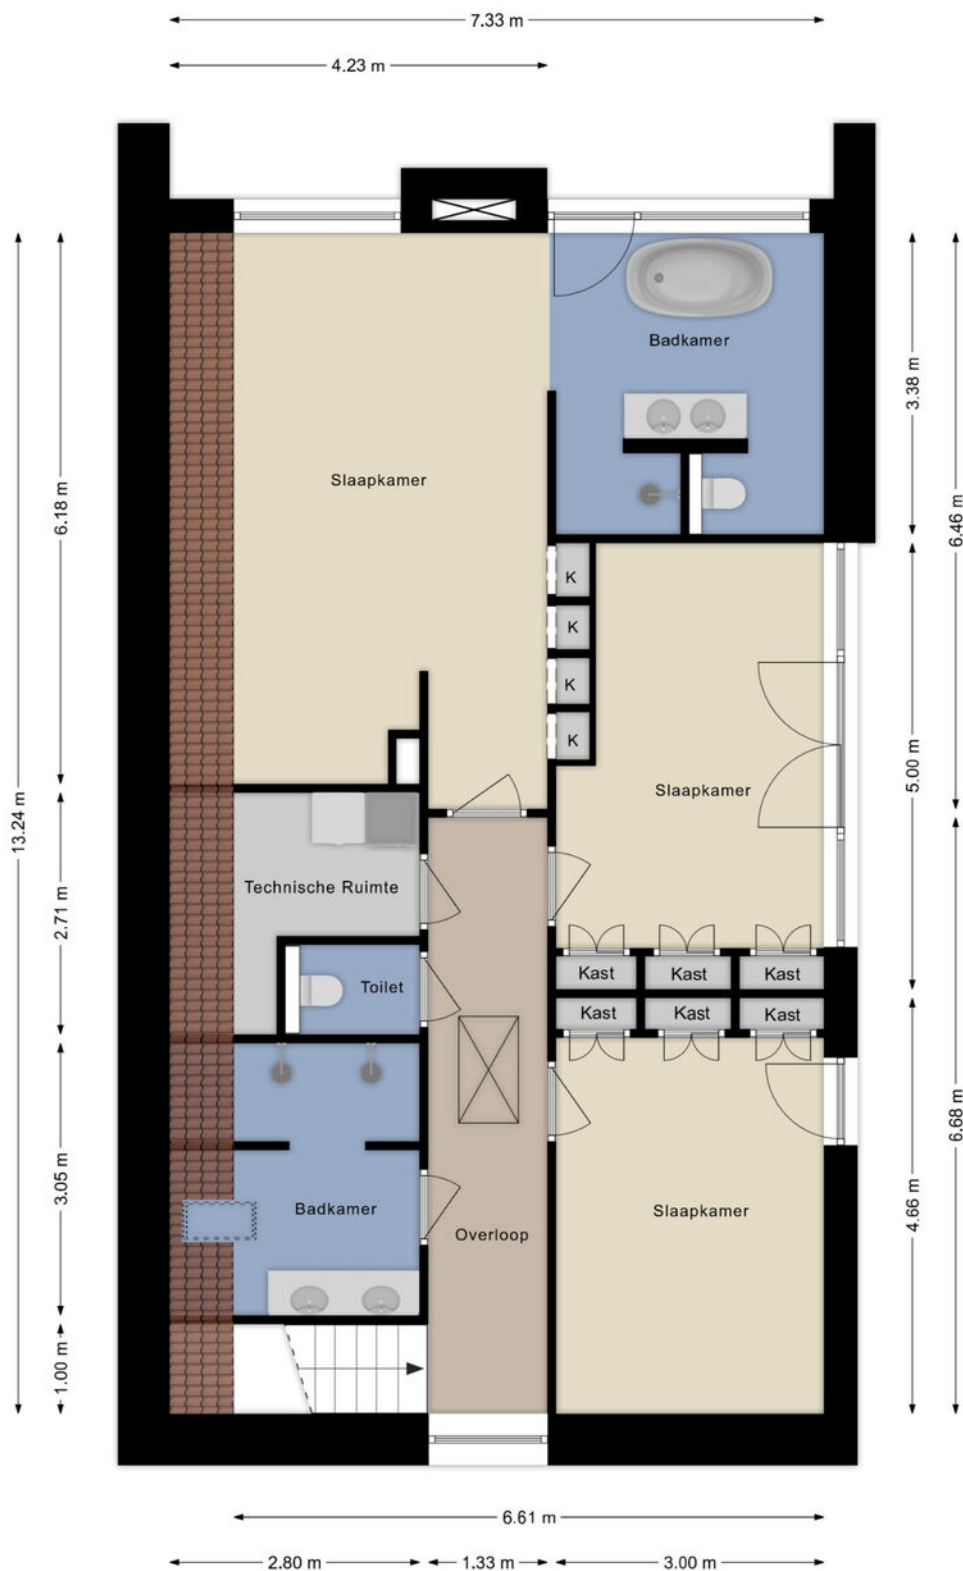 7.33 m
4.23 m
Badkamer
3.38 m
Slaapkamer
6.18 m
6.46 m
K
K
K
K
Slaapkamer
5.00 m
13.24 m
Technische Ruimte
2.71 m
Kast Kast Kast
Toilet
Kast Kast Kast
6.68 m
3.05 m
4.66 m
Badkamer
Slaapkamer
Overloop
1.00 m
6.61 m
2.80 m 1.33 m 3.00 m